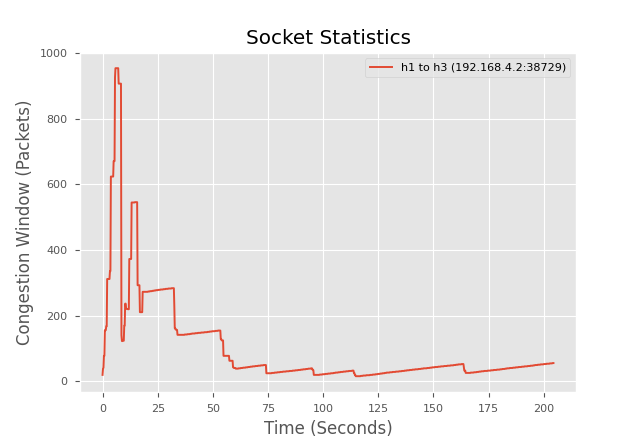 Socket Statistics
h1 to h3 (192.168.4.2:38729)
Congestion Window (Packets)
1000
800
600
400
200
0
0 25 50 75 100 125 150 175 200
Time (Seconds)